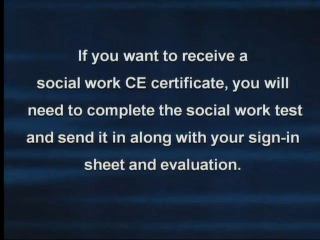 If you want to receive a
social work CE certificate, you will
need to complete the social work test
and send it in along with your sign-in
sheet and evaluation.